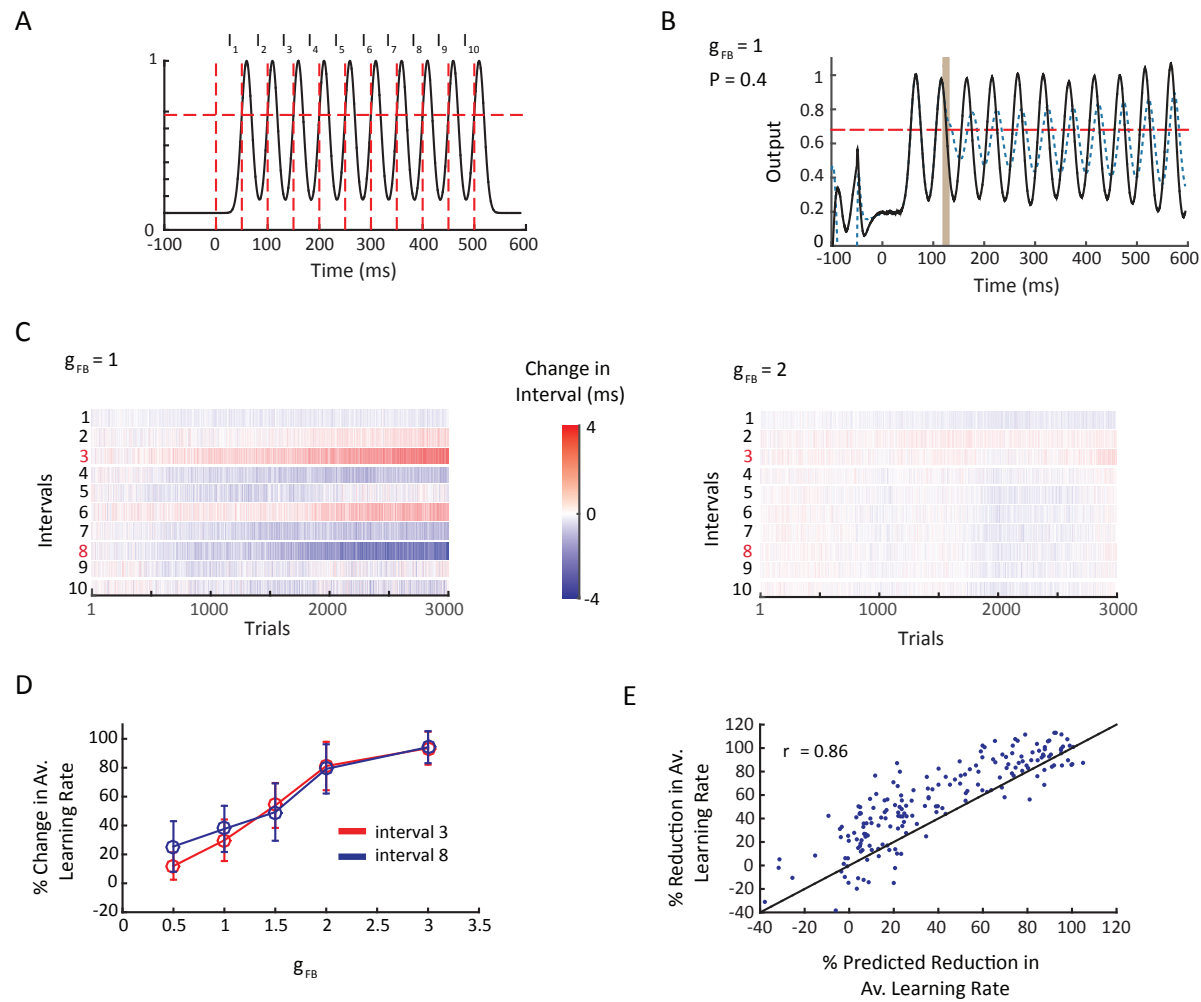 A
I1 I2 I3 I4 I5 I6 I7 I8 I9 I10
1
0
-100 0 100 200 300 400 500 600
Time (ms)
B
gFB = 1
P = 0.4
Output
1
0.8
0.6
0.4
0.2
0
-100 0 100 200 300 400 500 600
Time (ms)
C
gFB = 1
Intervals
1
2
3
4
5
6
7
8
9
10
1 1000 2000 3000
Trials
Change in
Interval (ms)
4
0
-4
gFB = 2
Intervals
1
2
3
4
5
6
7
8
9
10
1 1000 2000 3000
Trials
D
% Change in Av.
Learning Rate
100
80
60
40
20
0
-20
interval 3
interval 8
0 0.5 1 1.5 2 2.5 3 3.5
gFB
E
% Reduction in Av.
Learning Rate
120
100
80
60
40
20
0
-20
-40
r = 0.86
-40 -20 0 20 40 60 80 100 120
% Predicted Reduction in
Av. Learning Rate